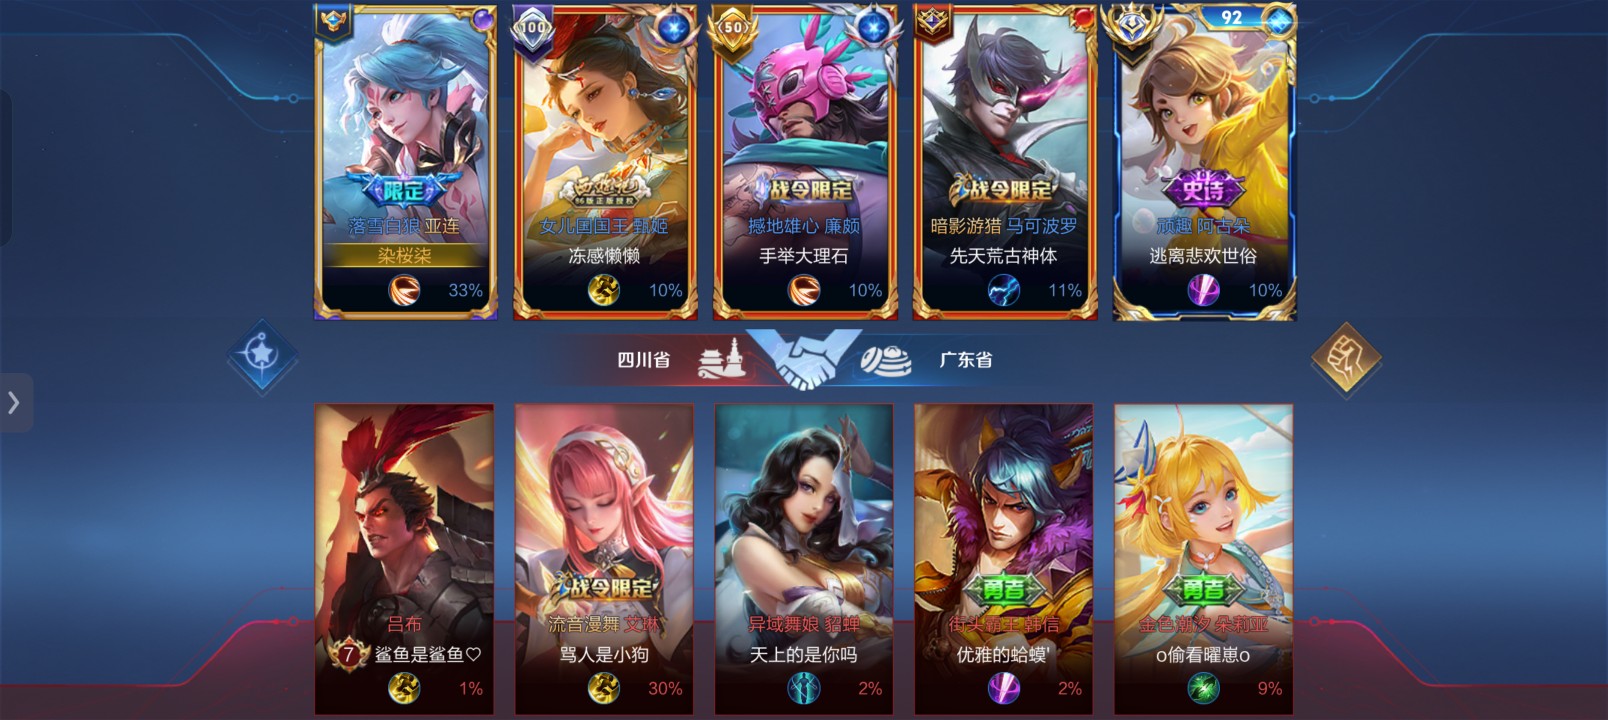 100
50
92
限定
西游记
86版正版授权
战令限定
战令限定
史诗
落雪白狼 亚连
女儿国国王 甄姬
撼地雄心 廉颇
暗影游猎 马可波罗
顽趣 阿古朵
染桜柒
冻感懒懒
手举大理石
先天荒古神体
逃离悲欢世俗
33%
10%
10%
11%
10%
四川省
广东省
战令限定
勇者
勇者
吕布
流音漫舞 艾琳
异域舞娘 貂蝉
街头霸王 韩信
金色潮汐 朵莉亚
7
鲨鱼是鲨鱼♡
骂人是小狗
天上的是你吗
优雅的蛤蟆'
o偷看曜崽o
1%
30%
2%
2%
9%